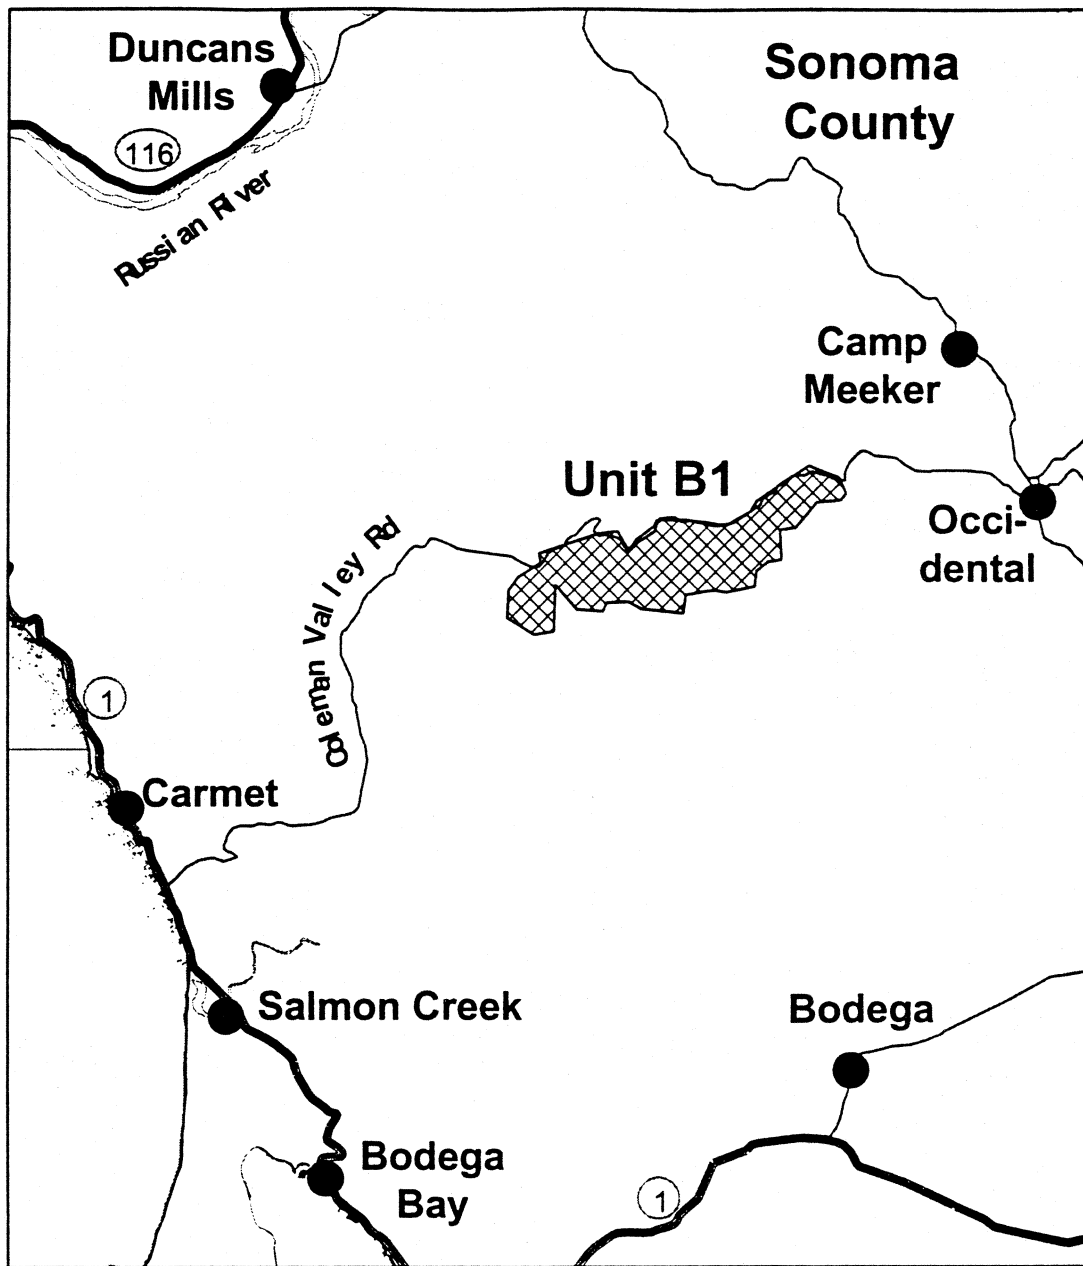 Duncans
Mills
Sonoma
County
116
Russian River
Camp
Meeker
Unit B1
Occi-
dental
Coleman Valley Rd
1
Carmet
Salmon Creek
Bodega
Bodega
Bay
1